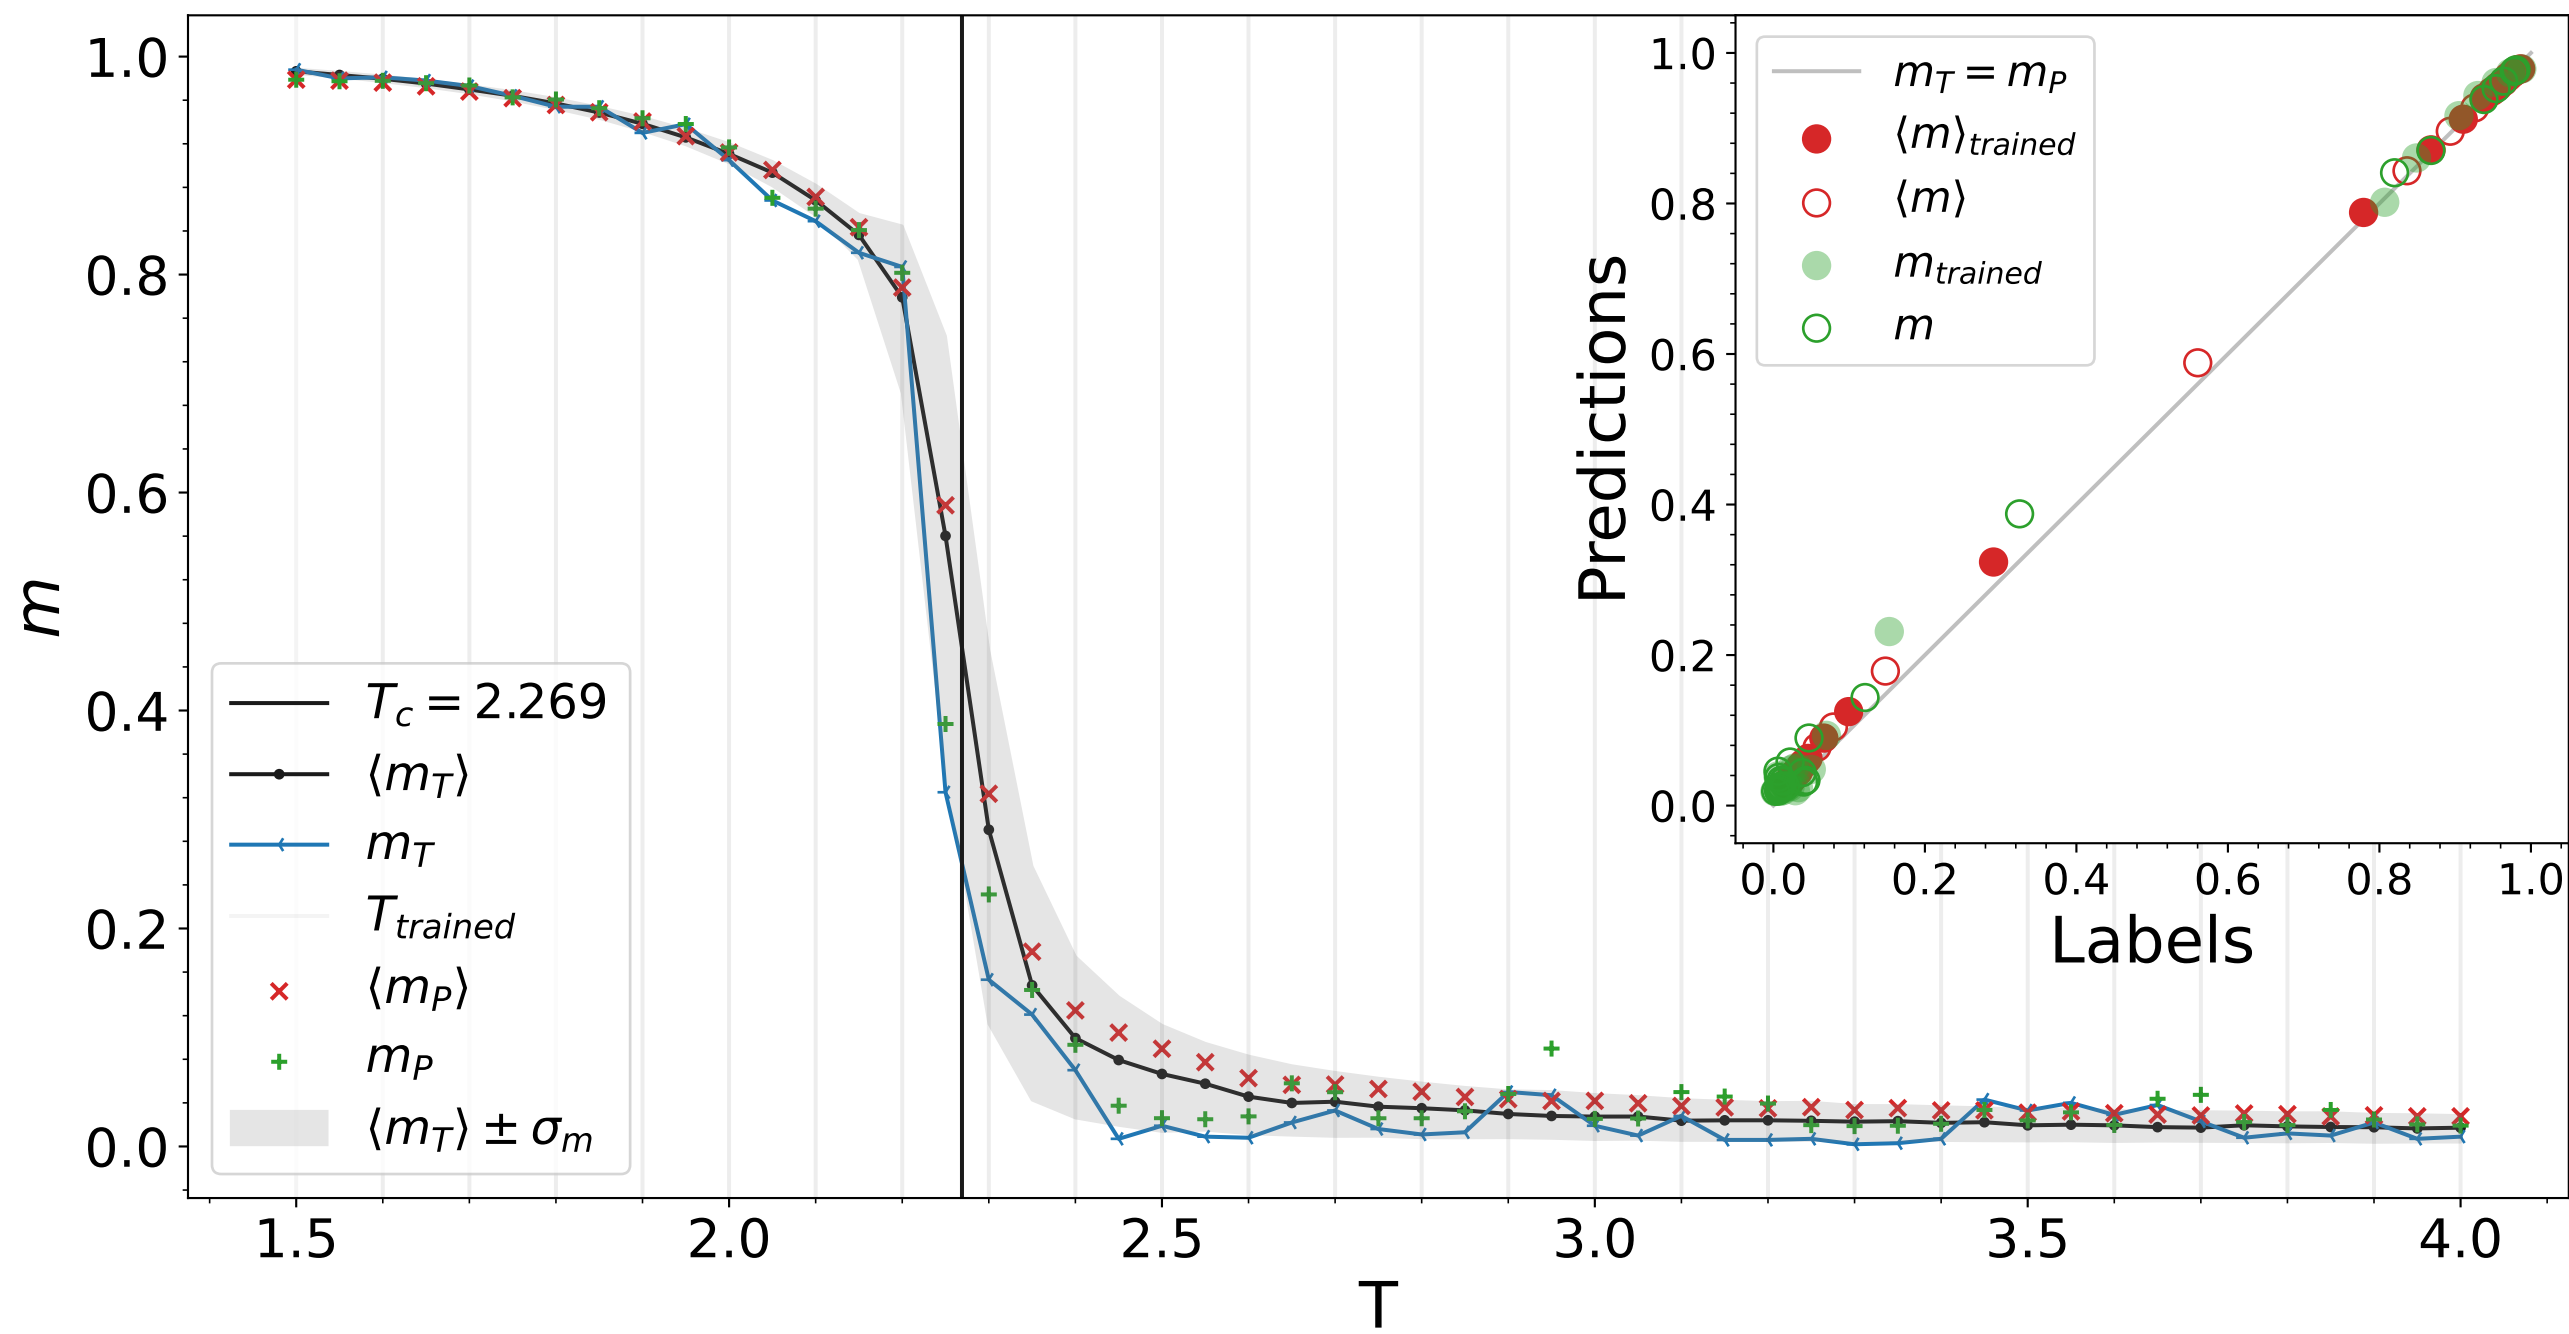 1.0
0.8
0.6
0.4
0.2
0.0
m
1.5 2.0 2.5 3.0 3.5 4.0
T
T_c = 2.269
⟨m_T⟩
m_T
T_trained
⟨m_P⟩
m_P
⟨m_T⟩ ± σ_m
1.0
0.8
0.6
0.4
0.2
0.0
Predictions
m_T = m_P
⟨m⟩_trained
⟨m⟩
m_trained
m
0.0 0.2 0.4 0.6 0.8 1.0
Labels